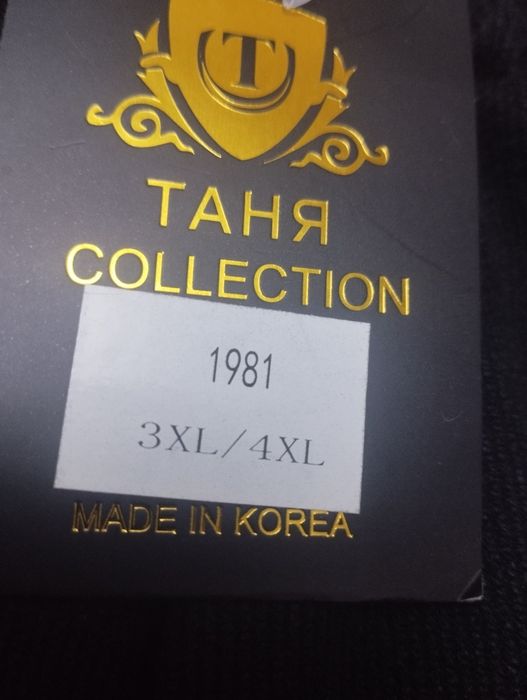 T
ТАНЯ
COLLECTION
1981
3XL/4XL
MADE IN KOREA